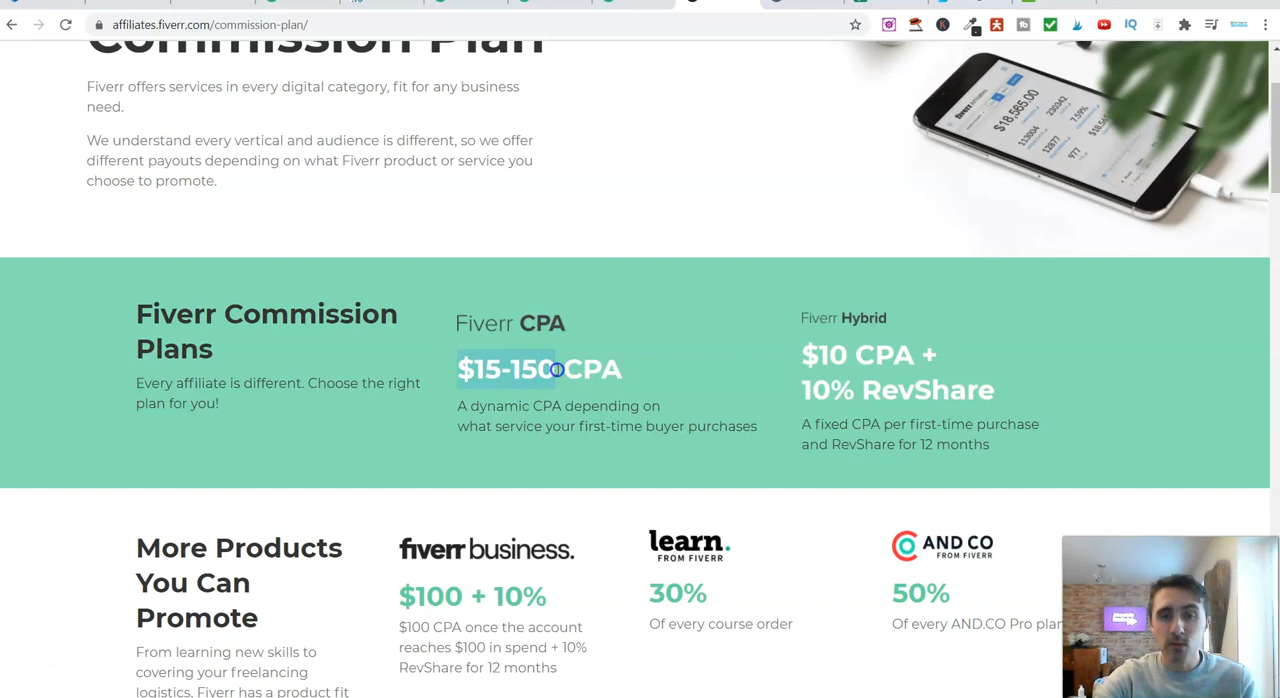 affiliates.fiverr.com/commission-plan/
Commission Plan
Fiverr offers services in every digital category, fit for any business
need.
We understand every vertical and audience is different, so we offer
different payouts depending on what Fiverr product or service you
choose to promote.
$18,565.00
Fiverr Commission
Plans
Every affiliate is different. Choose the right
plan for you!
Fiverr CPA
$15-150 CPA
A dynamic CPA depending on
what service your first-time buyer purchases
Fiverr Hybrid
$10 CPA +
10% RevShare
A fixed CPA per first-time purchase
and RevShare for 12 months
More Products
You Can
Promote
From learning new skills to
covering your freelancing
logistics, Fiverr has a product fit
fiverr business.
$100 + 10%
$100 CPA once the account
reaches $100 in spend + 10%
RevShare for 12 months
learn.
FROM FIVERR
30%
Of every course order
AND CO
FROM FIVERR
50%
Of every AND.CO Pro plan